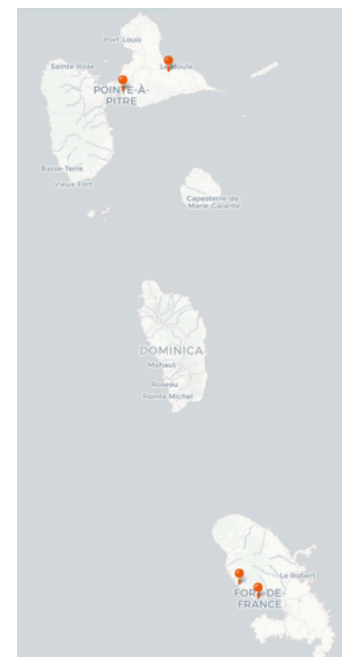 Port Louis
Sainte-Rose
Le Moule
POINTE-À-
PITRE
Basse-Terre
Vieux-Fort
Capesterre-de-
Marie-Galante
DOMINICA
Mahaut
Roseau
Pointe Michel
Le Robert
FORT-DE-
FRANCE